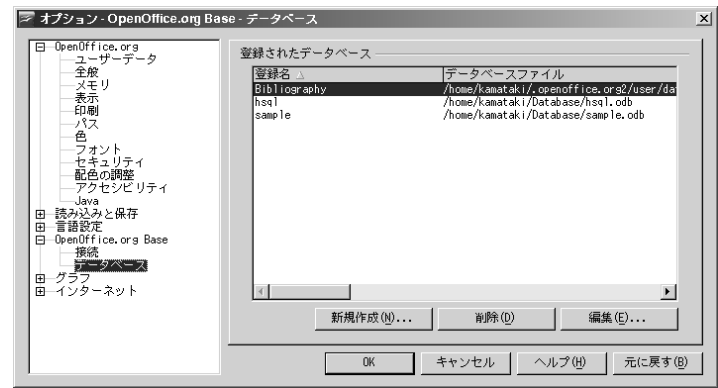 オプション - OpenOffice.org Base - データベース
OpenOffice.org
ユーザーデータ
全般
メモリ
表示
印刷
パス
色
フォント
セキュリティ
配色の調整
アクセシビリティ
Java
読み込みと保存
言語設定
OpenOffice.org Base
接続
データベース
グラフ
インターネット
登録されたデータベース
登録名 データベースファイル
Bibliography /home/kamataki/.openoffice.org2/user/da
hsql /home/kamataki/Database/hsql.odb
sample /home/kamataki/Database/sample.odb
新規作成(N)... 削除(D) 編集(E)...
OK キャンセル ヘルプ(H) 元に戻す(B)